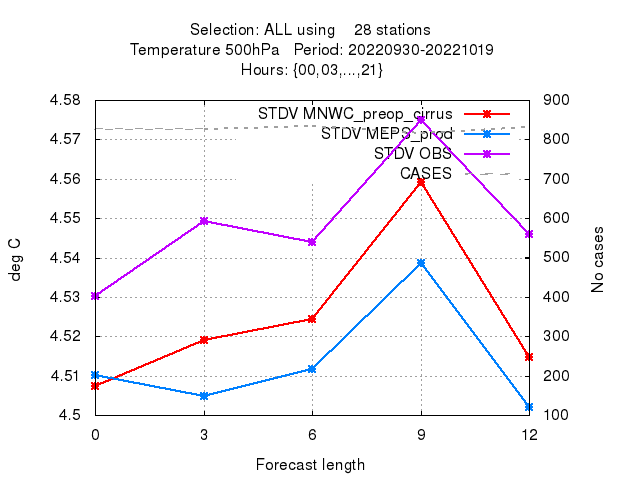 Selection: ALL using    28 stations
Temperature 500hPa   Period: 20220930-20221019
Hours: {00,03,...,21}
4.58
4.57
4.56
4.55
4.54
4.53
4.52
4.51
4.5
deg C
STDV MNWC_preop_cirrus
STDV MEPS_prod
STDV OBS
CASES
900
800
700
600
500
400
300
200
100
No cases
0 3 6 9 12
Forecast length